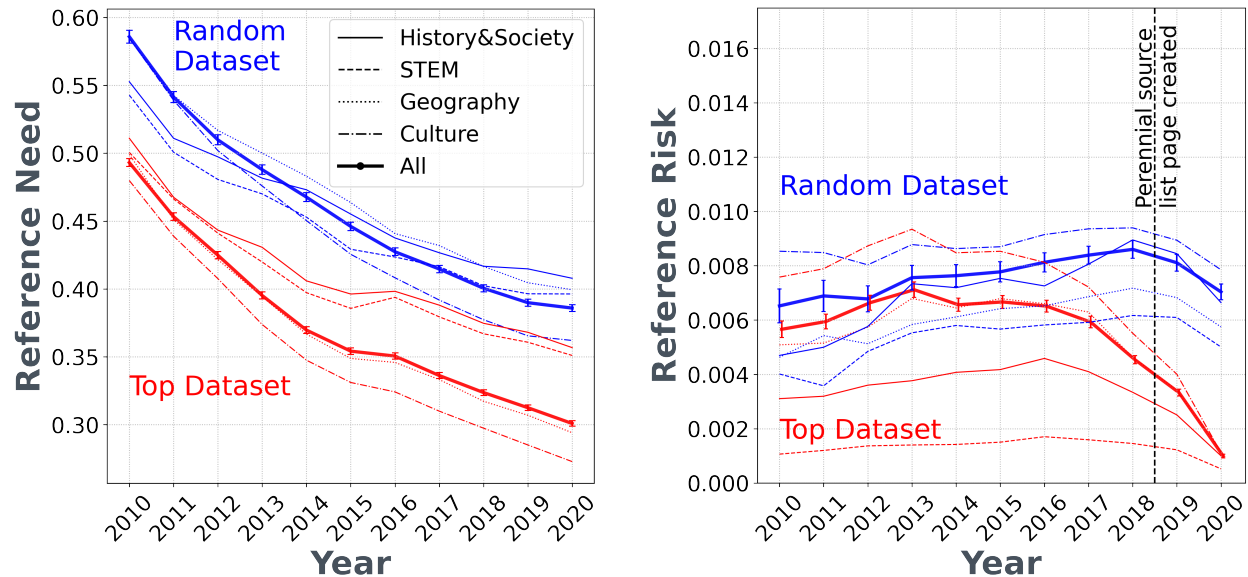 0.60
0.55
0.50
0.45
0.40
0.35
0.30
Reference Need
Random
Dataset
Top Dataset
History&Society
STEM
Geography
Culture
All
2010
2011
2012
2013
2014
2015
2016
2017
2018
2019
2020
Year
0.016
0.014
0.012
0.010
0.008
0.006
0.004
0.002
0.000
Reference Risk
Random Dataset
Top Dataset
Perennial source
list page created
2010
2011
2012
2013
2014
2015
2016
2017
2018
2019
2020
Year